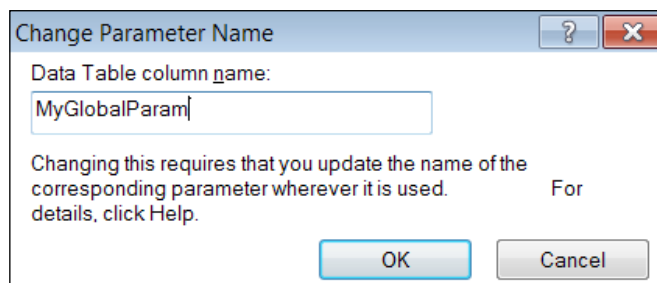 Change Parameter Name
?
Data Table column name:
MyGlobalParam
Changing this requires that you update the name of the
corresponding parameter wherever it is used. For
details, click Help.
OK Cancel